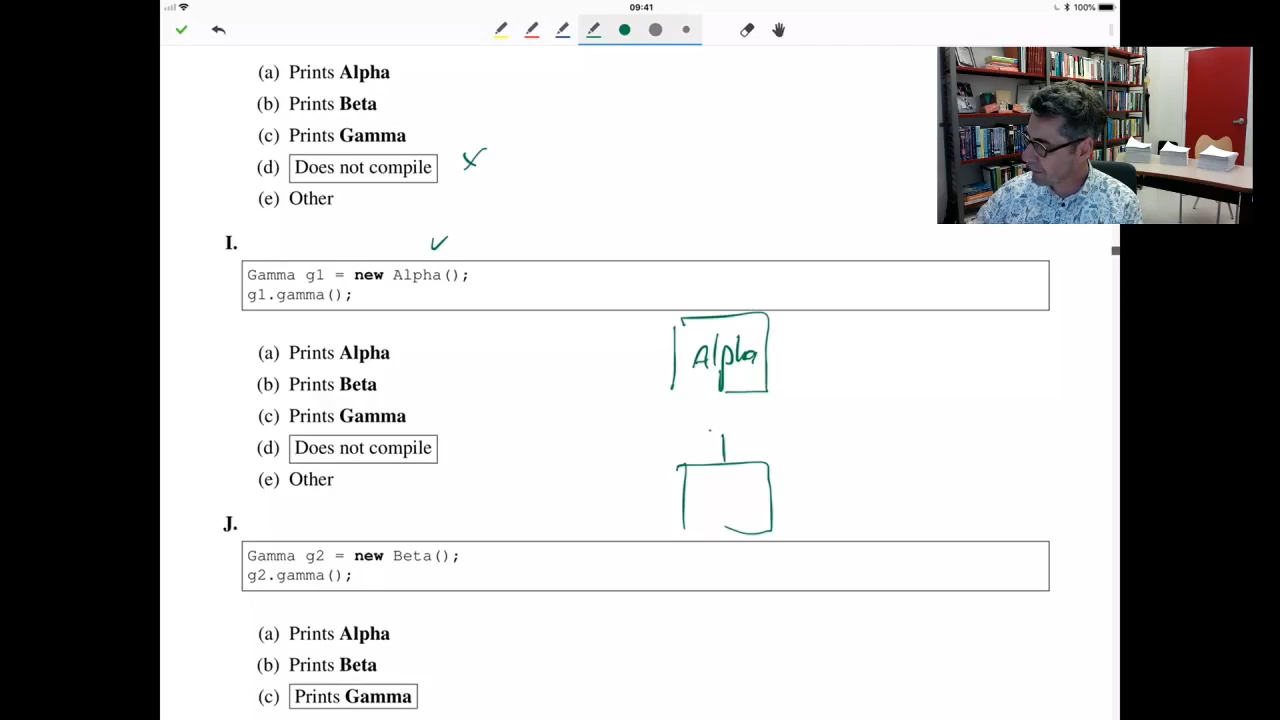 09:41
100%
(a) Prints Alpha
(b) Prints Beta
(c) Prints Gamma
(d) Does not compile
(e) Other
I.
Gamma g1 = new Alpha();
g1.gamma();
(a) Prints Alpha
(b) Prints Beta
(c) Prints Gamma
(d) Does not compile
(e) Other
Alpha
J.
Gamma g2 = new Beta();
g2.gamma();
(a) Prints Alpha
(b) Prints Beta
(c) Prints Gamma